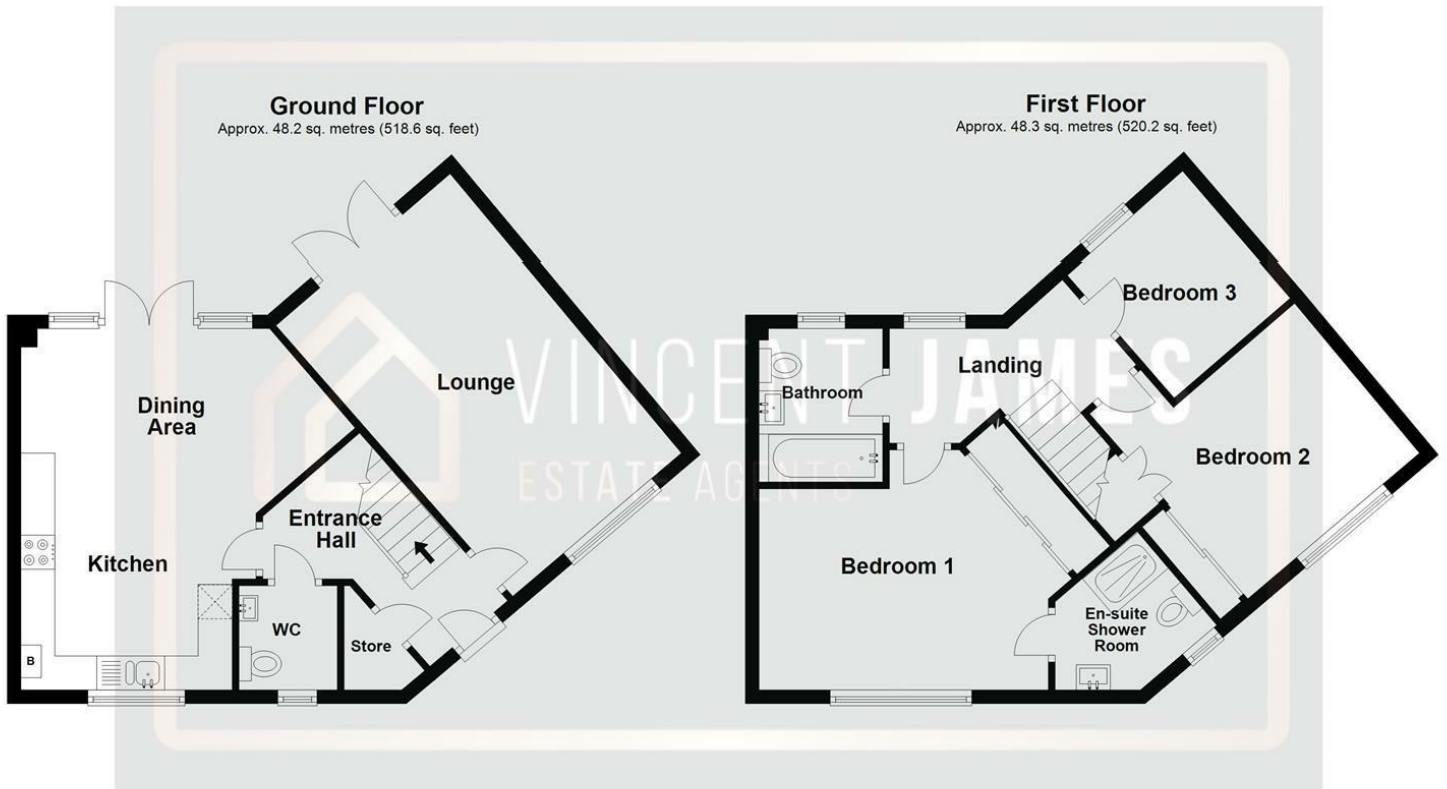 Ground Floor
Approx. 48.2 sq. metres (518.6 sq. feet)
Lounge
Dining
Area
Entrance
Hall
Kitchen
WC
Store
B
First Floor
Approx. 48.3 sq. metres (520.2 sq. feet)
Bedroom 3
Landing
Bathroom
Bedroom 2
Bedroom 1
En-suite
Shower
Room
VINCENT JAMES
ESTATE AGENTS